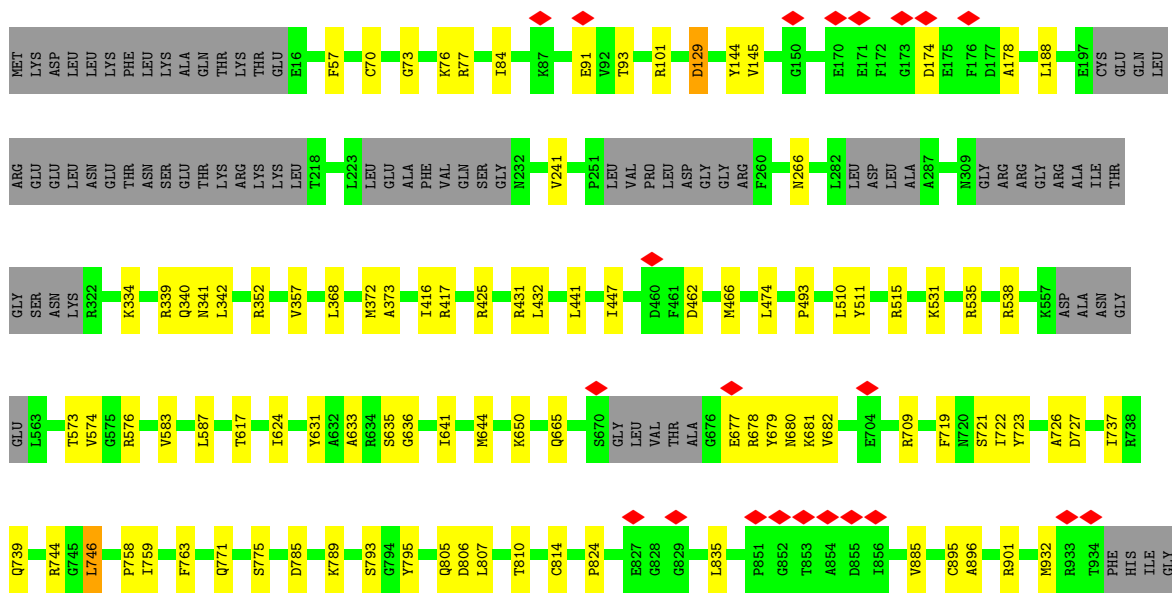 MET LYS ASP LEU LEU LYS PHE LEU LYS ALA GLN THR LYS THR GLU E16 F57 C70 G73 K76 R77 I84 K87 E91 V92 T93 R101 D129 Y144 V145 G150 E170 E171 F172 G173 D174 E175 F176 D177 A178 L188 E197 CYS GLU GLN LEU
ARG GLU GLU LEU ASN GLU THR ASN SER GLU THR LYS ARG LYS LYS LEU T218 L223 LEU GLU ALA PHE VAL GLN SER GLY N232 V241 P251 LEU VAL PRO LEU ASP GLY GLY ARG F260 N266 L282 LEU ASP LEU ALA A287 N309 GLY ARG ARG GLY ARG ALA ILE THR
GLY SER ASN LYS R322 K334 R339 Q340 N341 L342 R352 V357 L368 M372 A373 I416 R417 R425 R431 L432 L441 I447 D460 F461 D462 M466 L474 P493 L510 Y511 R515 K531 R535 R538 K557 ASP ALA ASN GLY
GLU L563 T573 V574 G575 R576 V583 L587 T617 I624 Y631 A632 A633 R634 S635 G636 I641 M644 K650 Q665 S670 GLY LEU VAL THR ALA G676 E677 R678 Y679 N680 K681 V682 E704 R709 F719 N720 S721 I722 Y723 A726 D727 I737 R738
Q739 R744 G745 L746 P758 I759 F763 Q771 S775 D785 K789 S793 G794 Y795 Q805 D806 L807 T810 C814 P824 E827 G828 G829 L835 P851 G852 T853 A854 D855 I856 V885 C895 A896 R901 M932 R933 T934 PHE HIS ILE GLY